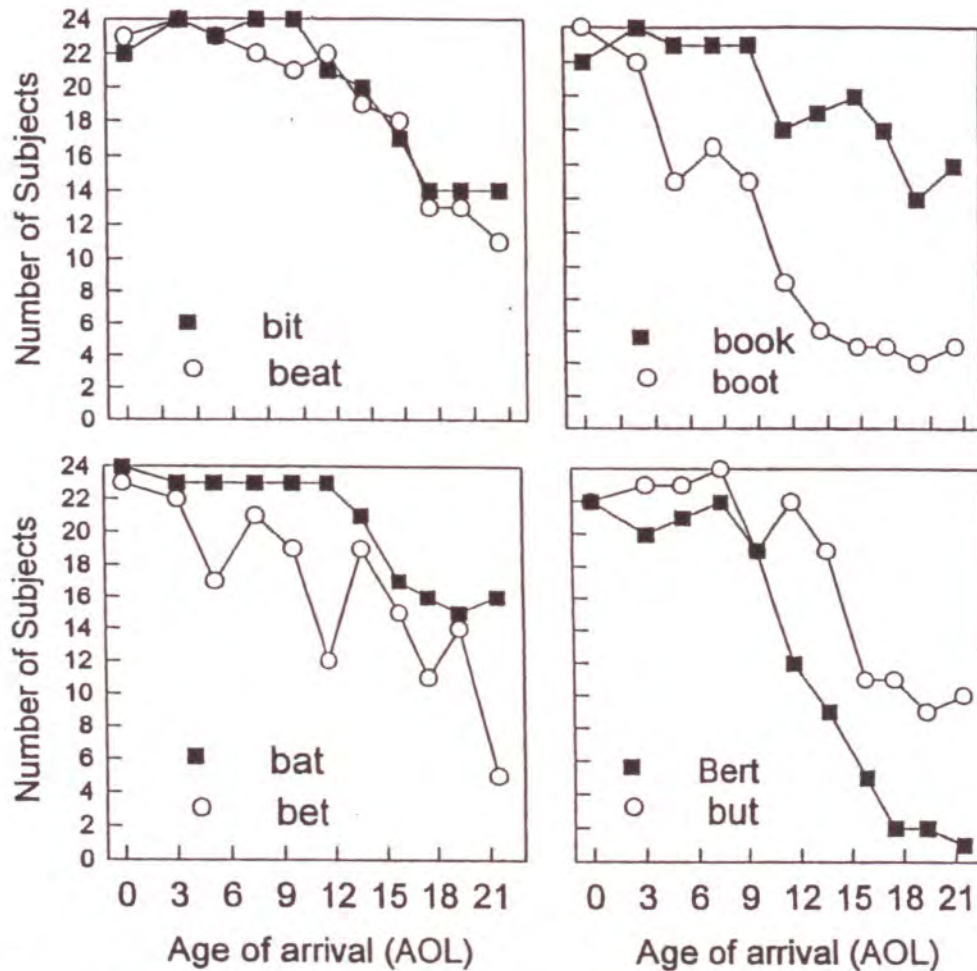 Number of Subjects
24
22
20
18
16
14
12
10
8
6
4
2
0
bit
beat
book
boot
Number of Subjects
24
22
20
18
16
14
12
10
8
6
4
2
0
bat
bet
Bert
but
0 3 6 9 12 15 18 21
Age of arrival (AOL)
0 3 6 9 12 15 18 21
Age of arrival (AOL)